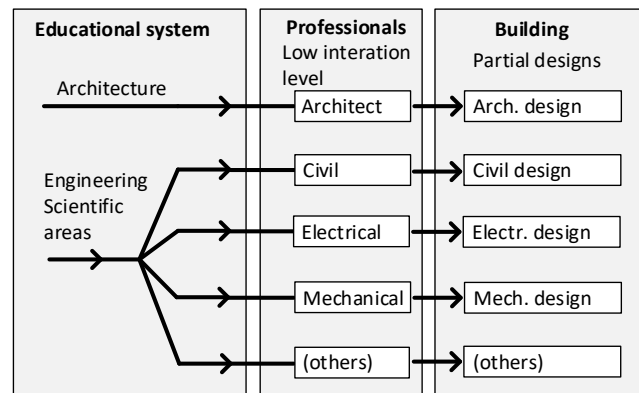 Educational system
Architecture
Engineering
Scientific
areas
Professionals
Low interation
level
Architect
Civil
Electrical
Mechanical
(others)
Building
Partial designs
Arch. design
Civil design
Electr. design
Mech. design
(others)